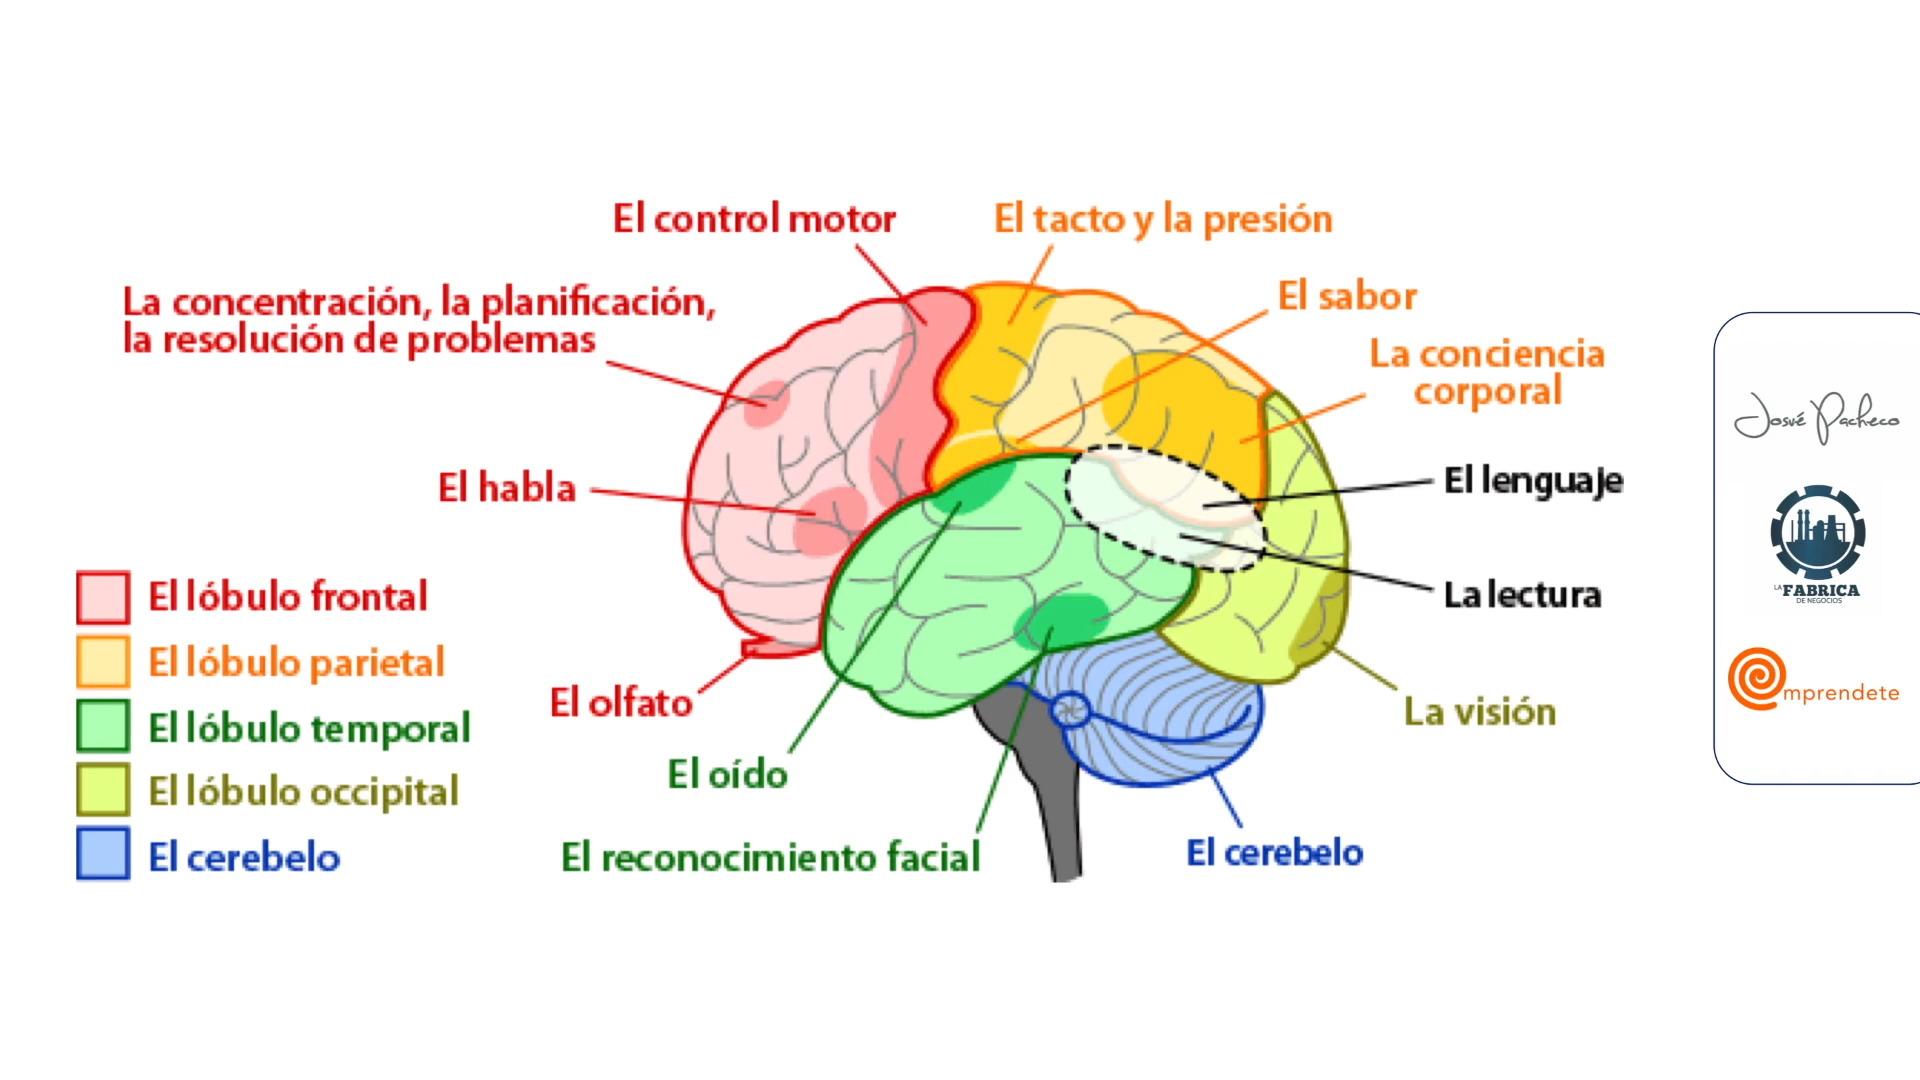 El control motor
El tacto y la presión
La concentración, la planificación,
la resolución de problemas
El sabor
La conciencia
corporal
El habla
El lenguaje
La lectura
El lóbulo frontal
El lóbulo parietal
El lóbulo temporal
El lóbulo occipital
El cerebelo
El olfato
El oído
El reconocimiento facial
La visión
El cerebelo
Josué Pacheco
LA FABRICA
DE NEGOCIOS
mprendete